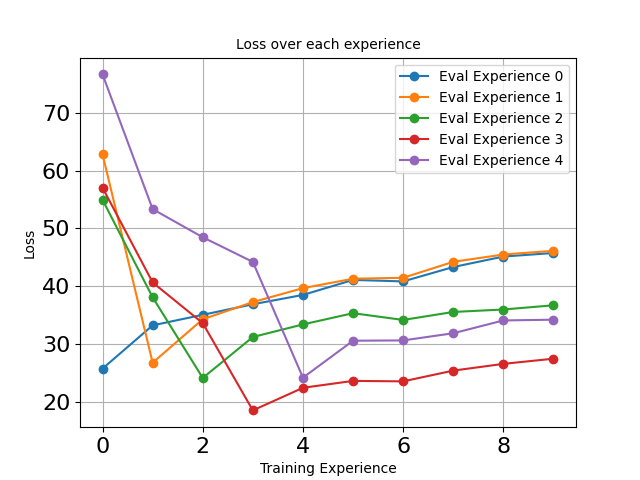 Loss over each experience
Eval Experience 0
Eval Experience 1
Eval Experience 2
Eval Experience 3
Eval Experience 4
Loss
70
60
50
40
30
20
0 2 4 6 8
Training Experience